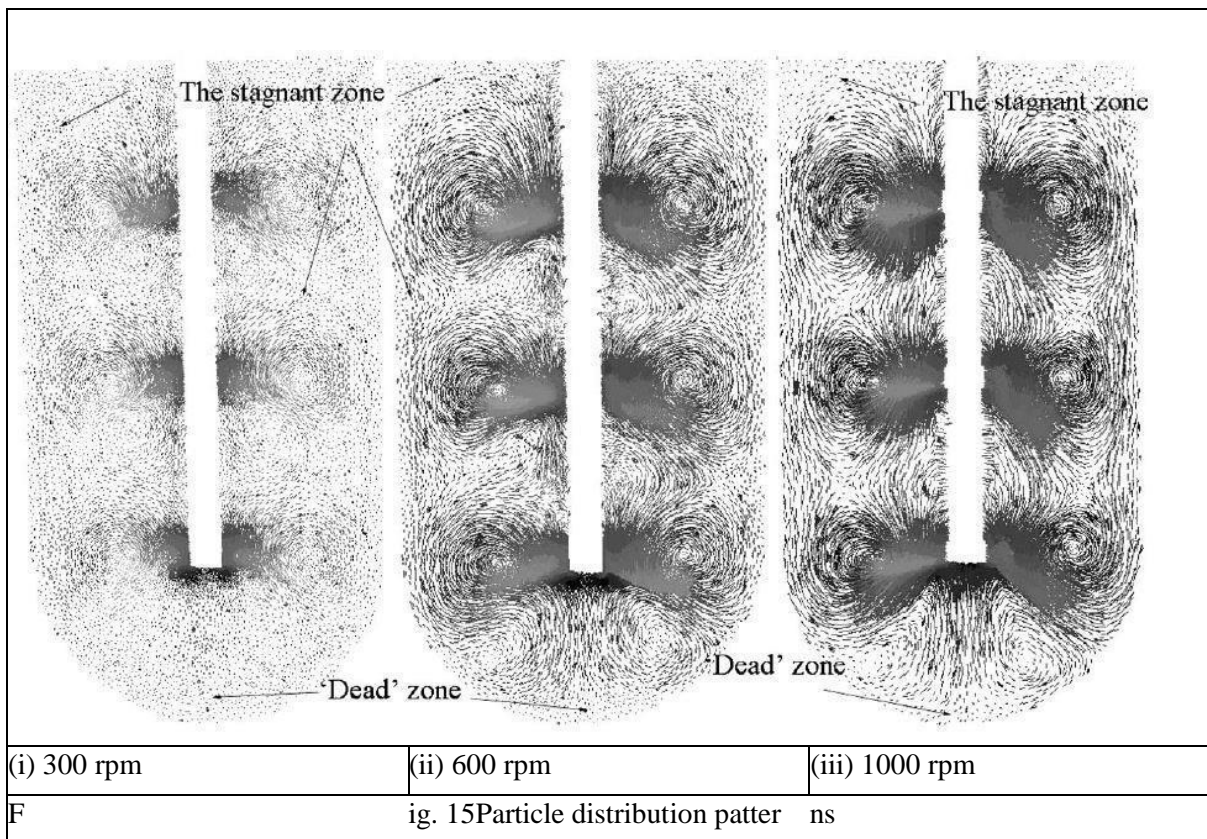 The stagnant zone
The stagnant zone
'Dead' zone
'Dead' zone
(i) 300 rpm
(ii) 600 rpm
(iii) 1000 rpm
F
ig. 15Particle distribution patter
ns